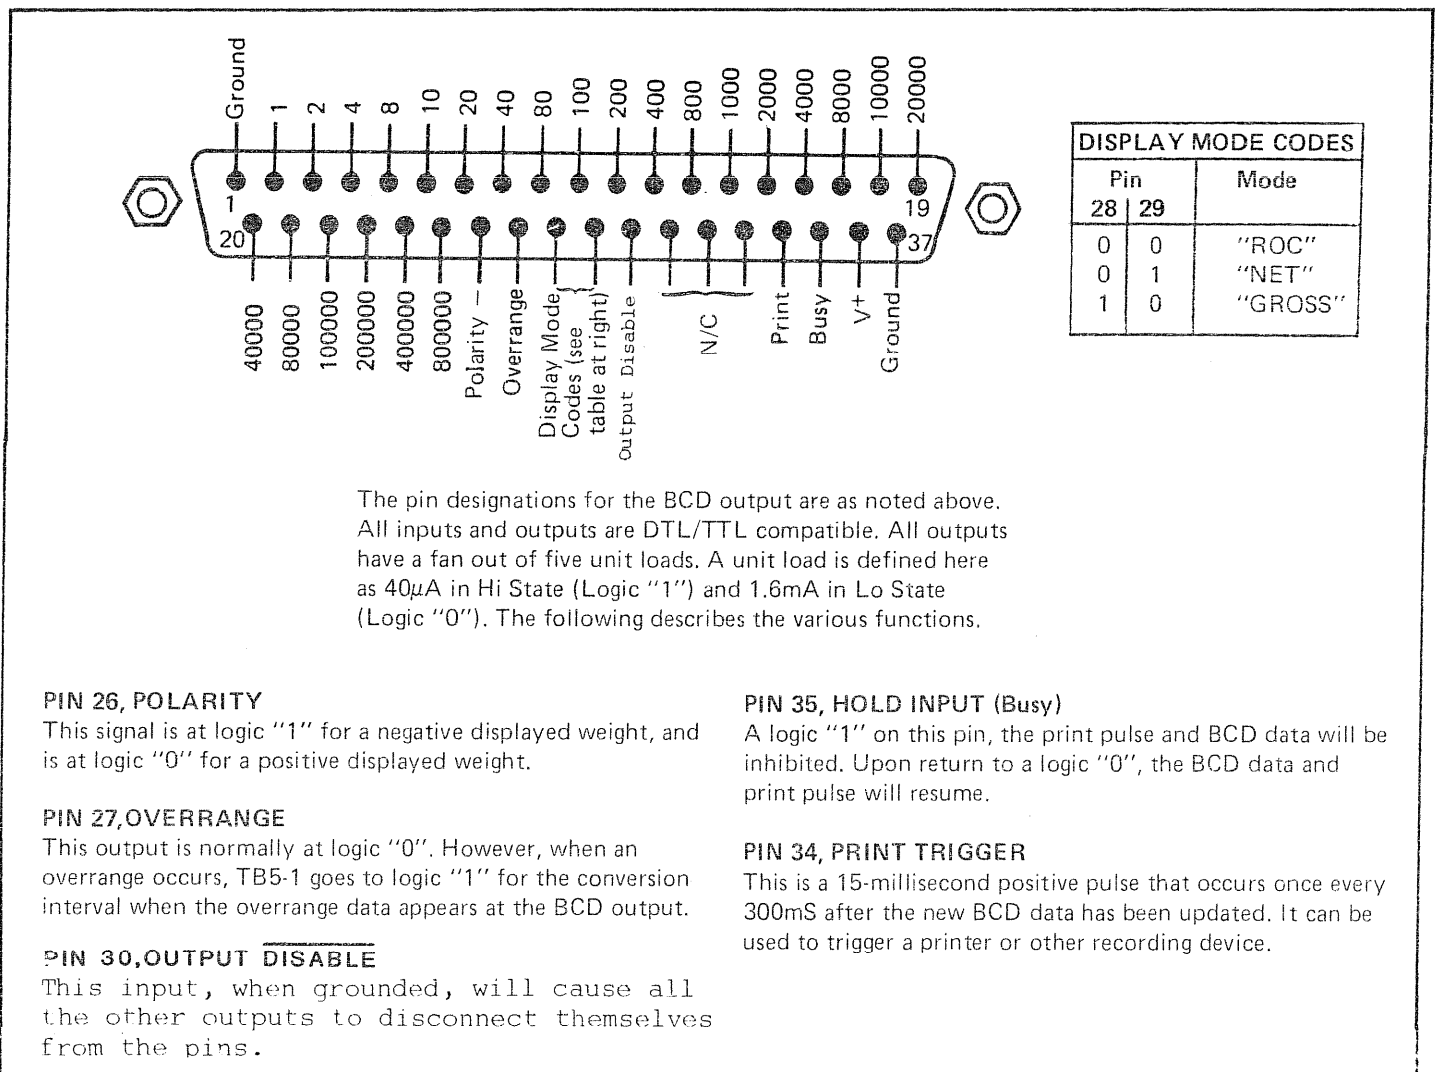 Ground
1
2
4
8
10
20
40
80
100
200
400
800
1000
2000
4000
8000
10000
20000
1
19
20
37
40000
80000
100000
200000
400000
800000
Polarity —
Overrange
Display Mode
Codes (see
table at right)
Output Disable
N/C
Print
Busy
V+
Ground
DISPLAY MODE CODES
Pin Mode
28 29
0 0 "ROC"
0 1 "NET"
1 0 "GROSS"
The pin designations for the BCD output are as noted above.
All inputs and outputs are DTL/TTL compatible. All outputs
have a fan out of five unit loads. A unit load is defined here
as 40μA in Hi State (Logic "1") and 1.6mA in Lo State
(Logic "0"). The following describes the various functions.
PIN 26, POLARITY
This signal is at logic "1" for a negative displayed weight, and
is at logic "0" for a positive displayed weight.
PIN 27,OVERRANGE
This output is normally at logic "0". However, when an
overrange occurs, TB5-1 goes to logic "1" for the conversion
interval when the overrange data appears at the BCD output.
PIN 30,OUTPUT DISABLE
This input, when grounded, will cause all
the other outputs to disconnect themselves
from the pins.
PIN 35, HOLD INPUT (Busy)
A logic "1" on this pin, the print pulse and BCD data will be
inhibited. Upon return to a logic "0", the BCD data and
print pulse will resume.
PIN 34, PRINT TRIGGER
This is a 15-millisecond positive pulse that occurs once every
300mS after the new BCD data has been updated. It can be
used to trigger a printer or other recording device.